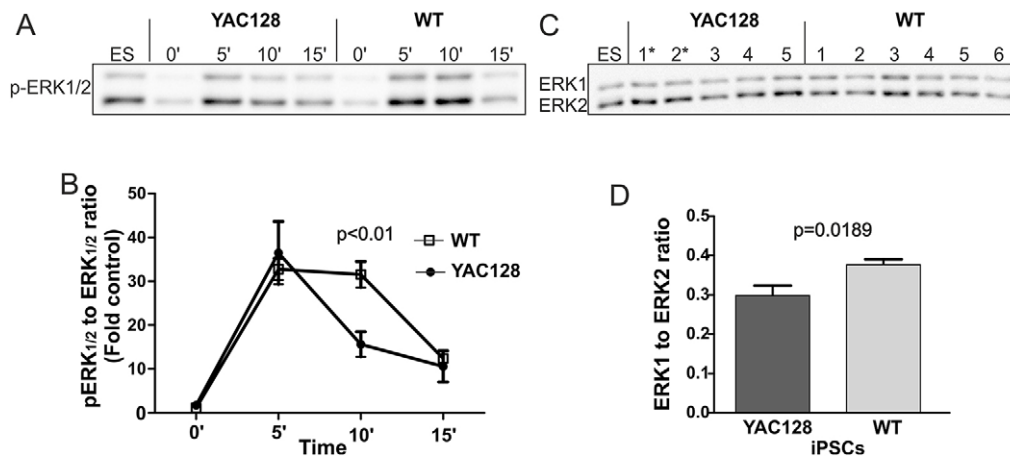 A
YAC128 WT
ES 0' 5' 10' 15' 0' 5' 10' 15'
p-ERK1/2
C
YAC128 WT
ES 1* 2* 3 4 5 1 2 3 4 5 6
ERK1
ERK2
B
pERK1/2 to ERK1/2 ratio
(Fold control)
50
40
30
20
10
0
p<0.01
WT
YAC128
0' 5' 10' 15'
Time
D
ERK1 to ERK2 ratio
0.5
0.4
0.3
0.2
0.1
0.0
p=0.0189
YAC128 WT
iPSCs